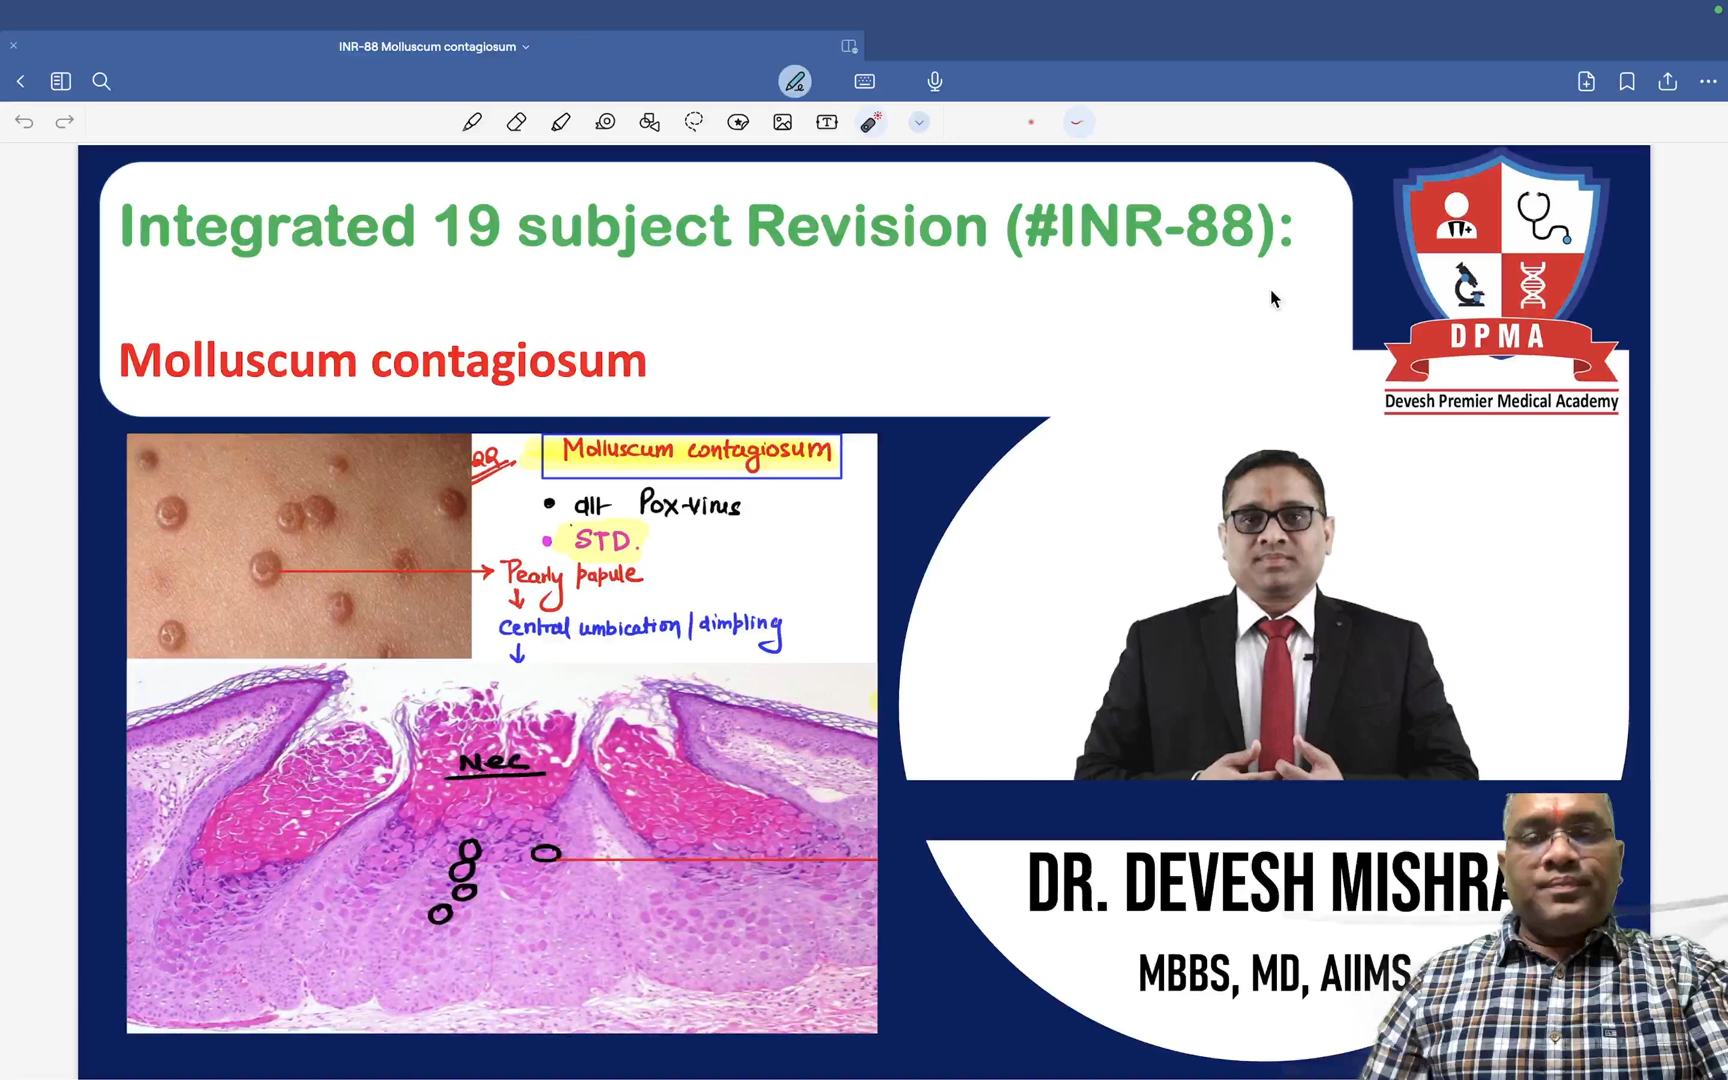 INR-88 Molluscum contagiosum
Integrated 19 subject Revision (#INR-88):
Molluscum contagiosum
DPMA
Devesh Premier Medical Academy
Molluscum contagiosum
Pox-virus
STD.
Pearly papule
Central umbication/dimpling
Nec
DR. DEVESH MISHRA
MBBS, MD, AIIMS